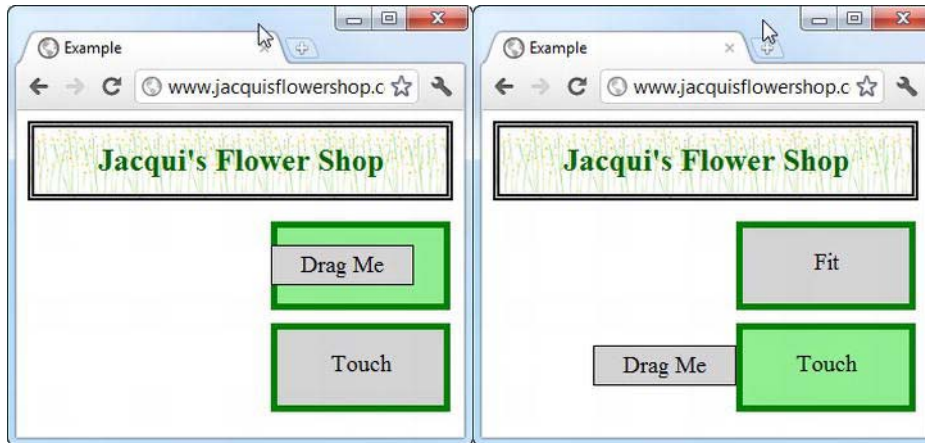 Example
www.jacquisflowershop.c
Jacqui's Flower Shop
Drag Me
Touch
Example
www.jacquisflowershop.c
Jacqui's Flower Shop
Fit
Drag Me
Touch